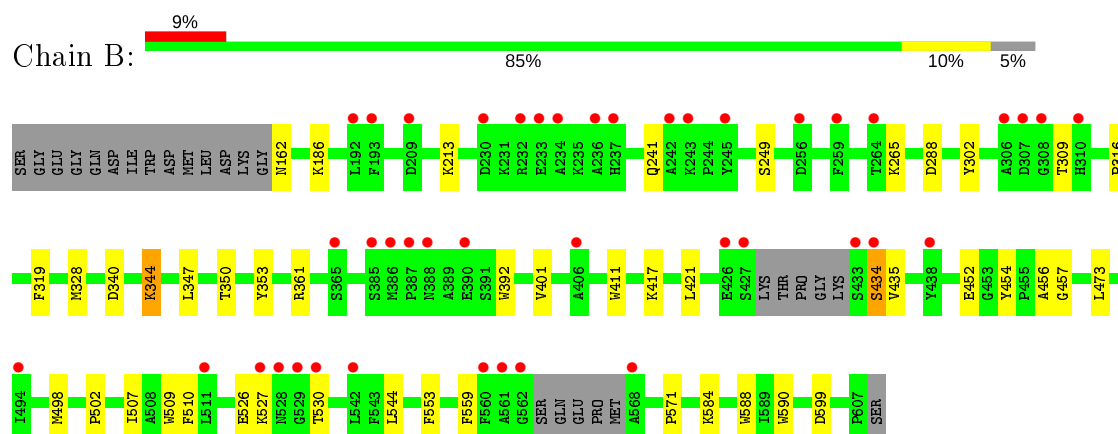 9%
Chain B:
85% 10% 5%
SER GLY GLU GLY GLN ASP ILE TRP ASP MET LEU ASP LYS GLY N162 K186 L192 F193 D209 K213 D230 K231 R232 E233 A234 K235 A236 H237 Q241 A242 K243 P244 Y245 S249 D256 F259 T264 K265 D288 Y302 A306 D307 G308 T309 H310
F319 M328 D340 K344 L347 T350 Y353 R361 S365 S385 M386 P387 N388 A389 E390 S391 W392 V401 A406 W411 K417 L421 E426 S427 LYS THR PRO GLY LYS S433 S434 V435 Y438 E452 G453 Y454 P455 A456 G457 L473
I494 M498 P502 I507 A508 W509 F510 L511 E526 K527 N528 G529 T530 L542 F543 L544 F553 F559 F560 A561 G562 SER GLN GLU PRO MET A568 P571 K584 W588 I589 W590 D599 P607 SER